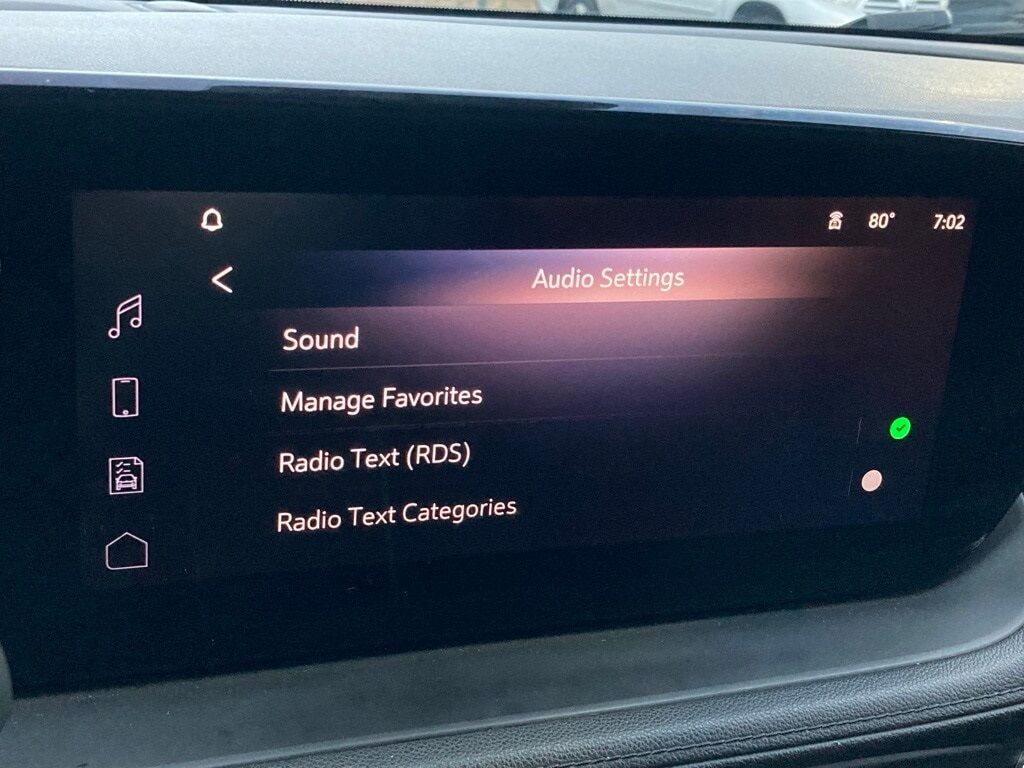 80° 7:02
Audio Settings
Sound
Manage Favorites
Radio Text (RDS)
Radio Text Categories